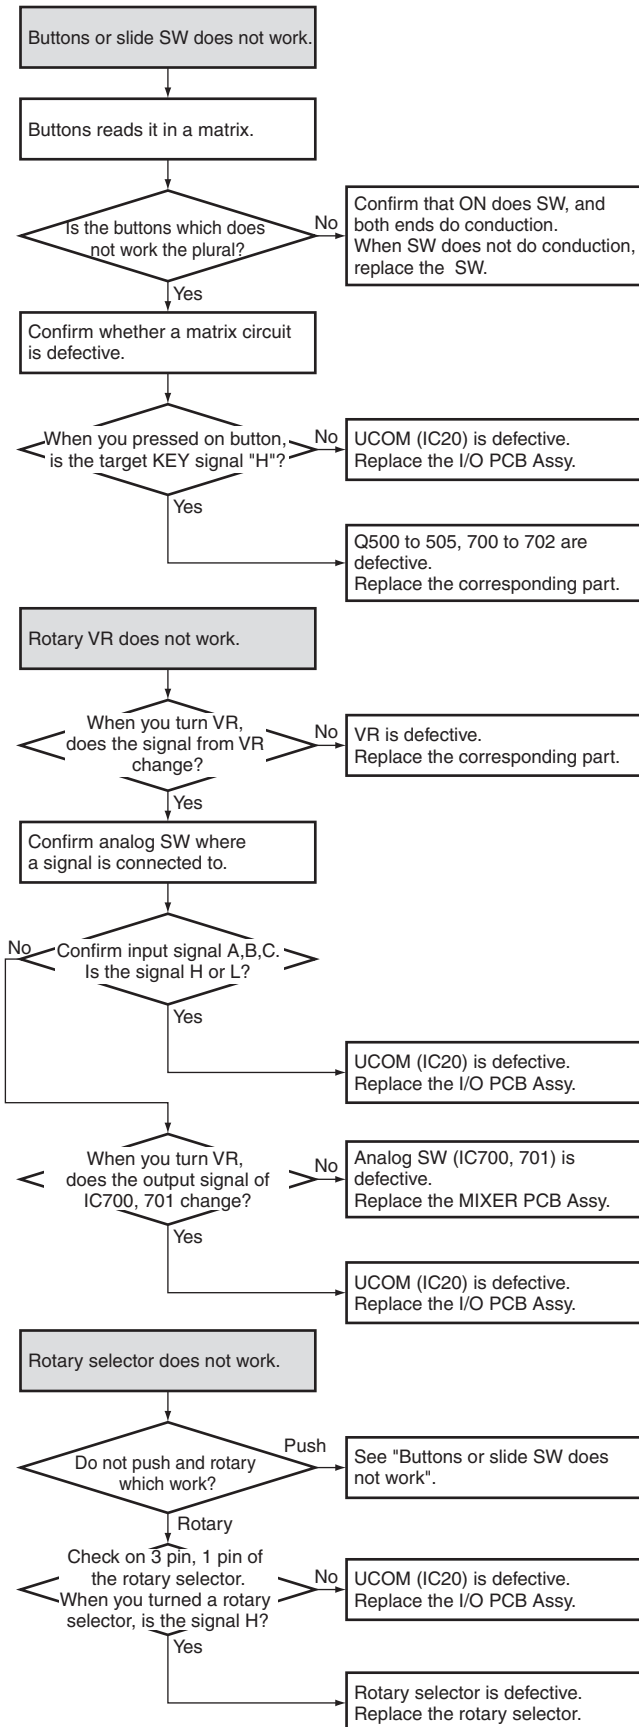 Buttons or slide SW does not work.
Buttons reads it in a matrix.
Is the buttons which does
not work the plural?
No
Confirm that ON does SW, and
both ends do conduction.
When SW does not do conduction,
replace the SW.
Yes
Confirm whether a matrix circuit
is defective.
When you pressed on button,
is the target KEY signal "H"?
No
UCOM (IC20) is defective.
Replace the I/O PCB Assy.
Yes
Q500 to 505, 700 to 702 are
defective.
Replace the corresponding part.
Rotary VR does not work.
When you turn VR,
does the signal from VR
change?
No
VR is defective.
Replace the corresponding part.
Yes
Confirm analog SW where
a signal is connected to.
No
Confirm input signal A,B,C.
Is the signal H or L?
Yes
UCOM (IC20) is defective.
Replace the I/O PCB Assy.
When you turn VR,
does the output signal of
IC700, 701 change?
No
Analog SW (IC700, 701) is
defective.
Replace the MIXER PCB Assy.
Yes
UCOM (IC20) is defective.
Replace the I/O PCB Assy.
Rotary selector does not work.
Do not push and rotary
which work?
Push
See "Buttons or slide SW does
not work".
Rotary
Check on 3 pin, 1 pin of
the rotary selector.
When you turned a rotary
selector, is the signal H?
No
UCOM (IC20) is defective.
Replace the I/O PCB Assy.
Yes
Rotary selector is defective.
Replace the rotary selector.